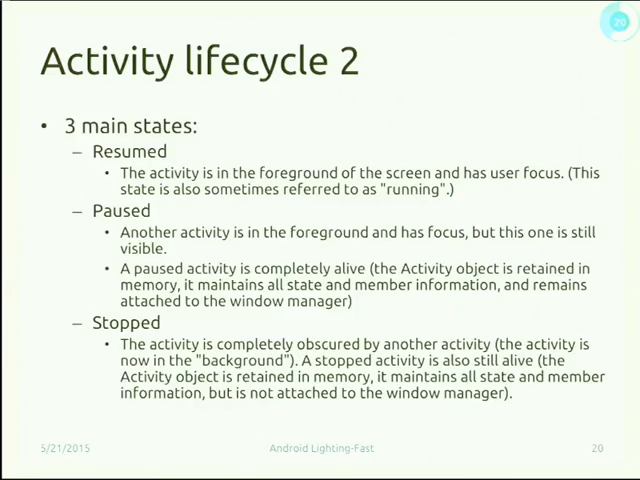 20
Activity lifecycle 2
• 3 main states:
– Resumed
• The activity is in the foreground of the screen and has user focus. (This
state is also sometimes referred to as "running".)
– Paused
• Another activity is in the foreground and has focus, but this one is still
visible.
• A paused activity is completely alive (the Activity object is retained in
memory, it maintains all state and member information, and remains
attached to the window manager)
– Stopped
• The activity is completely obscured by another activity (the activity is
now in the "background"). A stopped activity is also still alive (the
Activity object is retained in memory, it maintains all state and member
information, but is not attached to the window manager).
5/21/2015
Android Lighting-Fast
20